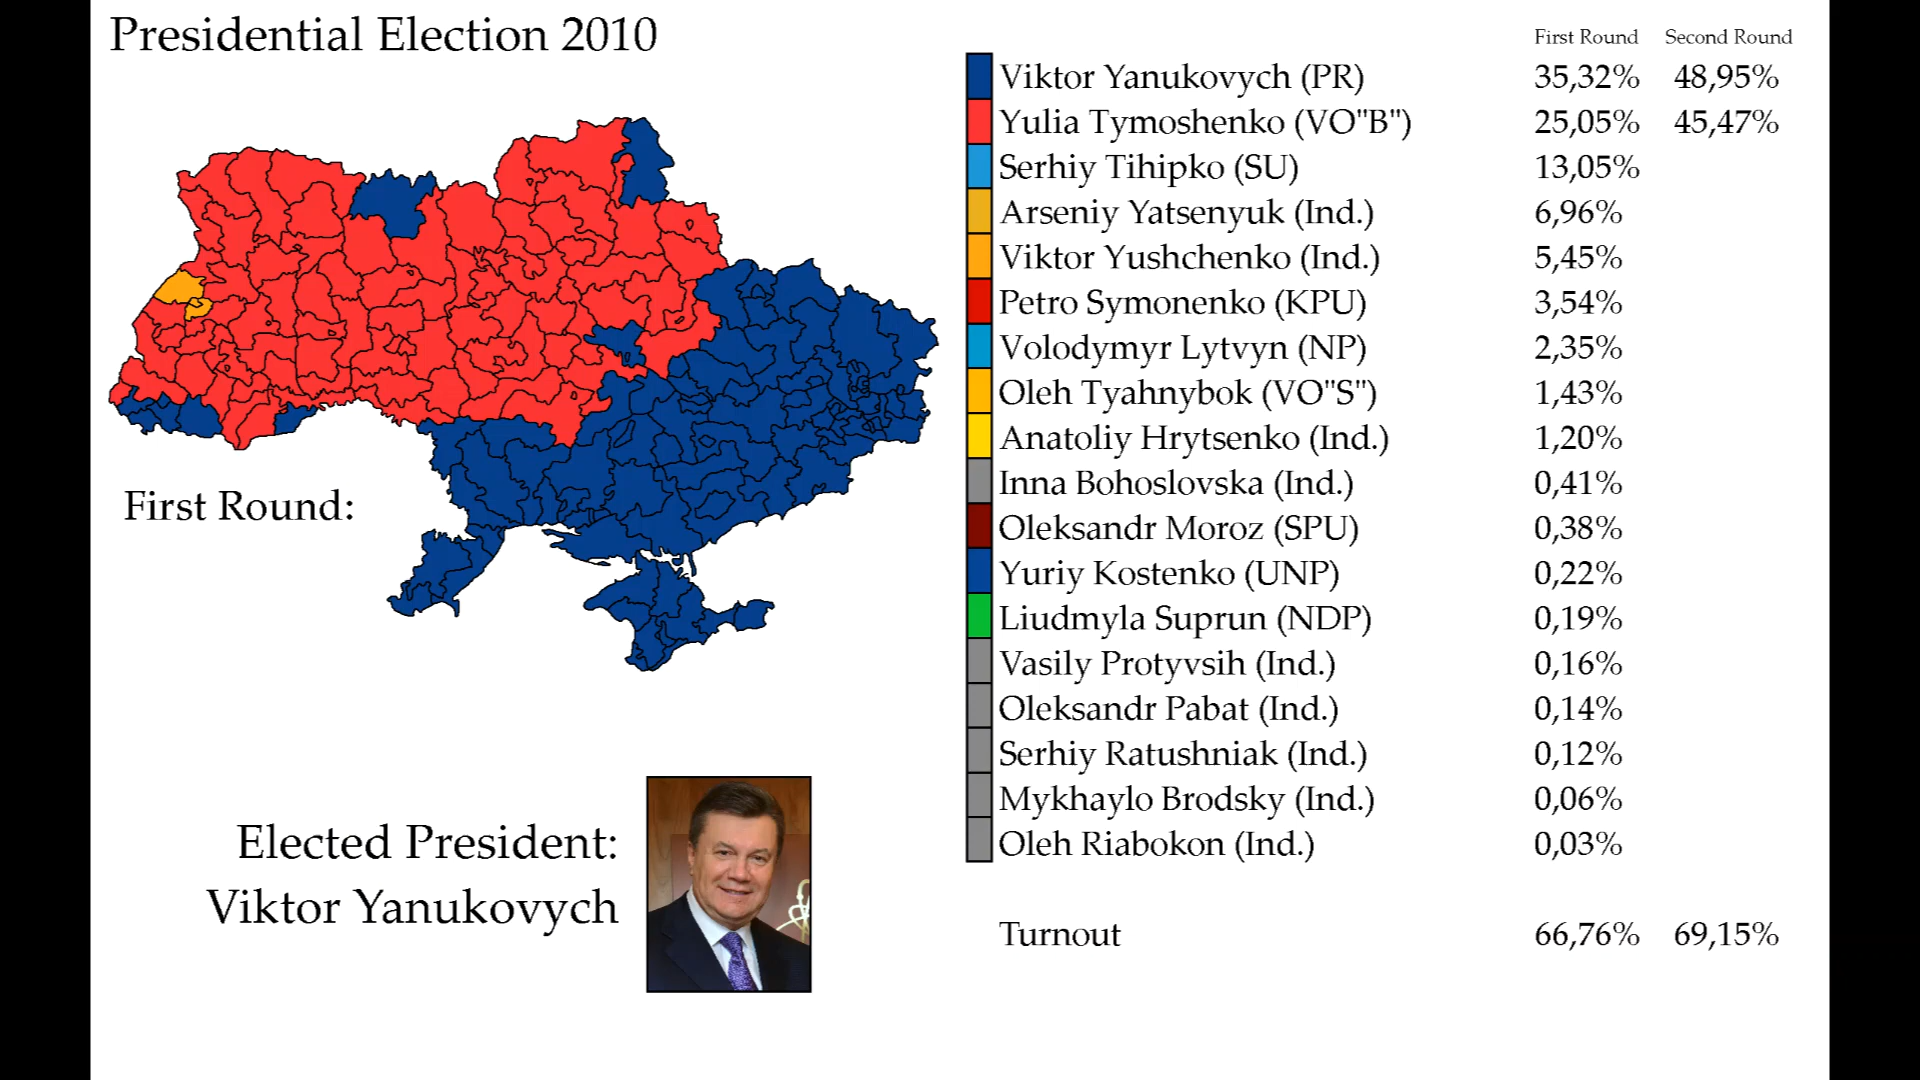 Presidential Election 2010
First Round Second Round
Viktor Yanukovych (PR) 35,32% 48,95%
Yulia Tymoshenko (VO"B") 25,05% 45,47%
Serhiy Tihipko (SU) 13,05%
Arseniy Yatsenyuk (Ind.) 6,96%
Viktor Yushchenko (Ind.) 5,45%
Petro Symonenko (KPU) 3,54%
Volodymyr Lytvyn (NP) 2,35%
Oleh Tyahnybok (VO"S") 1,43%
Anatoliy Hrytsenko (Ind.) 1,20%
Inna Bohoslovska (Ind.) 0,41%
Oleksandr Moroz (SPU) 0,38%
Yuriy Kostenko (UNP) 0,22%
Liudmyla Suprun (NDP) 0,19%
Vasily Protyvsih (Ind.) 0,16%
Oleksandr Pabat (Ind.) 0,14%
Serhiy Ratushniak (Ind.) 0,12%
Mykhaylo Brodsky (Ind.) 0,06%
Oleh Riabokon (Ind.) 0,03%
Turnout 66,76% 69,15%
First Round:
Elected President:
Viktor Yanukovych